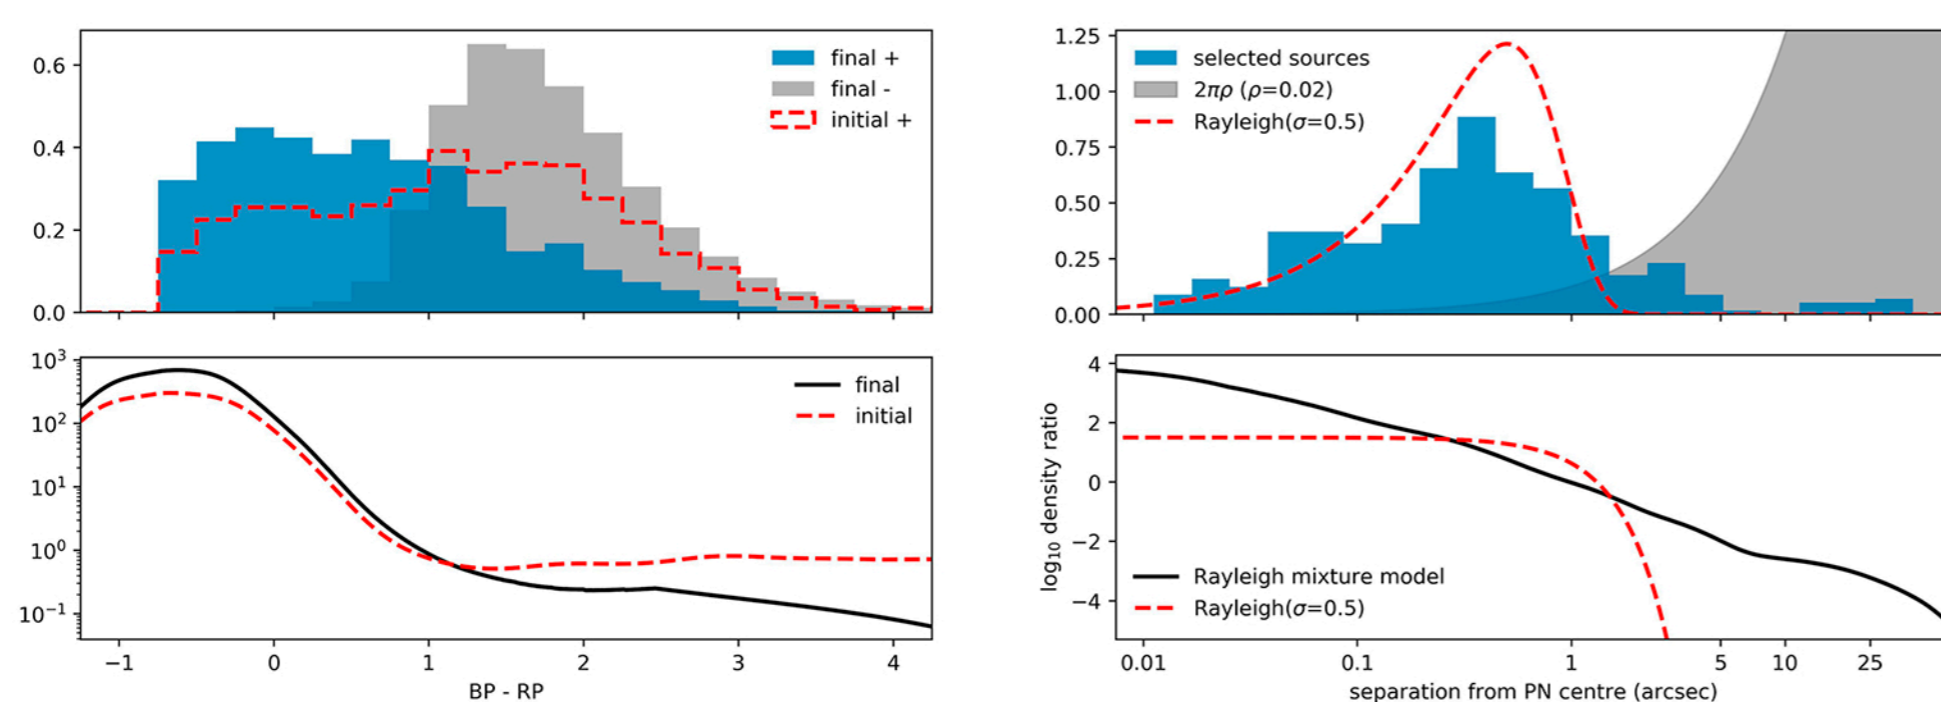 0.6
0.4
0.2
0.0
final +
final -
initial +
10³
10²
10¹
10⁰
10⁻¹
final
initial
−1 0 1 2 3 4
BP - RP
1.25
1.00
0.75
0.50
0.25
0.00
selected sources
2πρ (ρ=0.02)
Rayleigh(σ=0.5)
log₁₀ density ratio
4
2
0
−2
−4
Rayleigh mixture model
Rayleigh(σ=0.5)
0.01 0.1 1 5 10 25
separation from PN centre (arcsec)